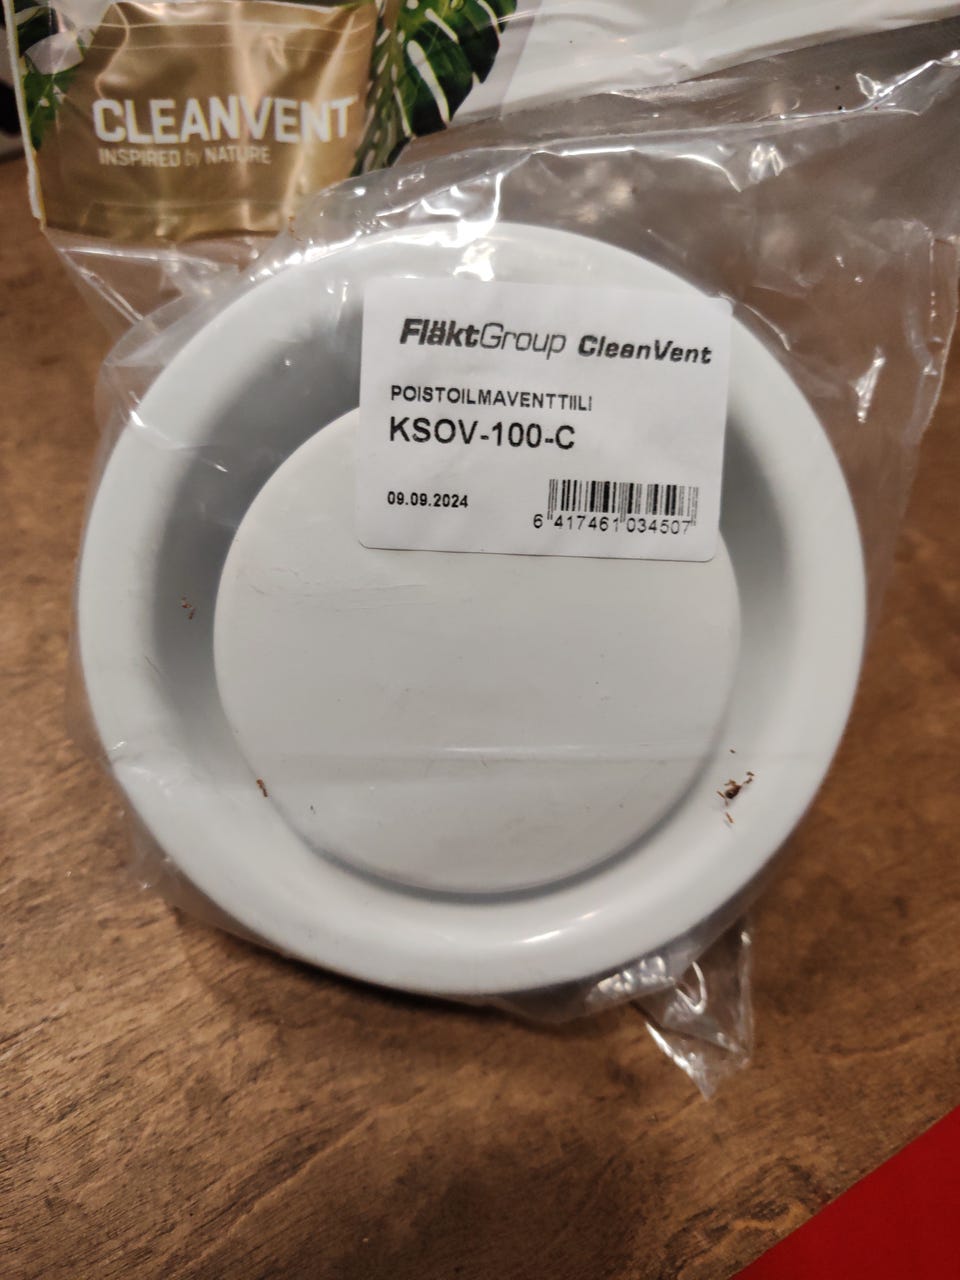 CLEANVENT
INSPIRED by NATURE
FläktGroup CleanVent
POISTOILMAVENTTIILI
KSOV-100-C
09.09.2024
6 417461 034507